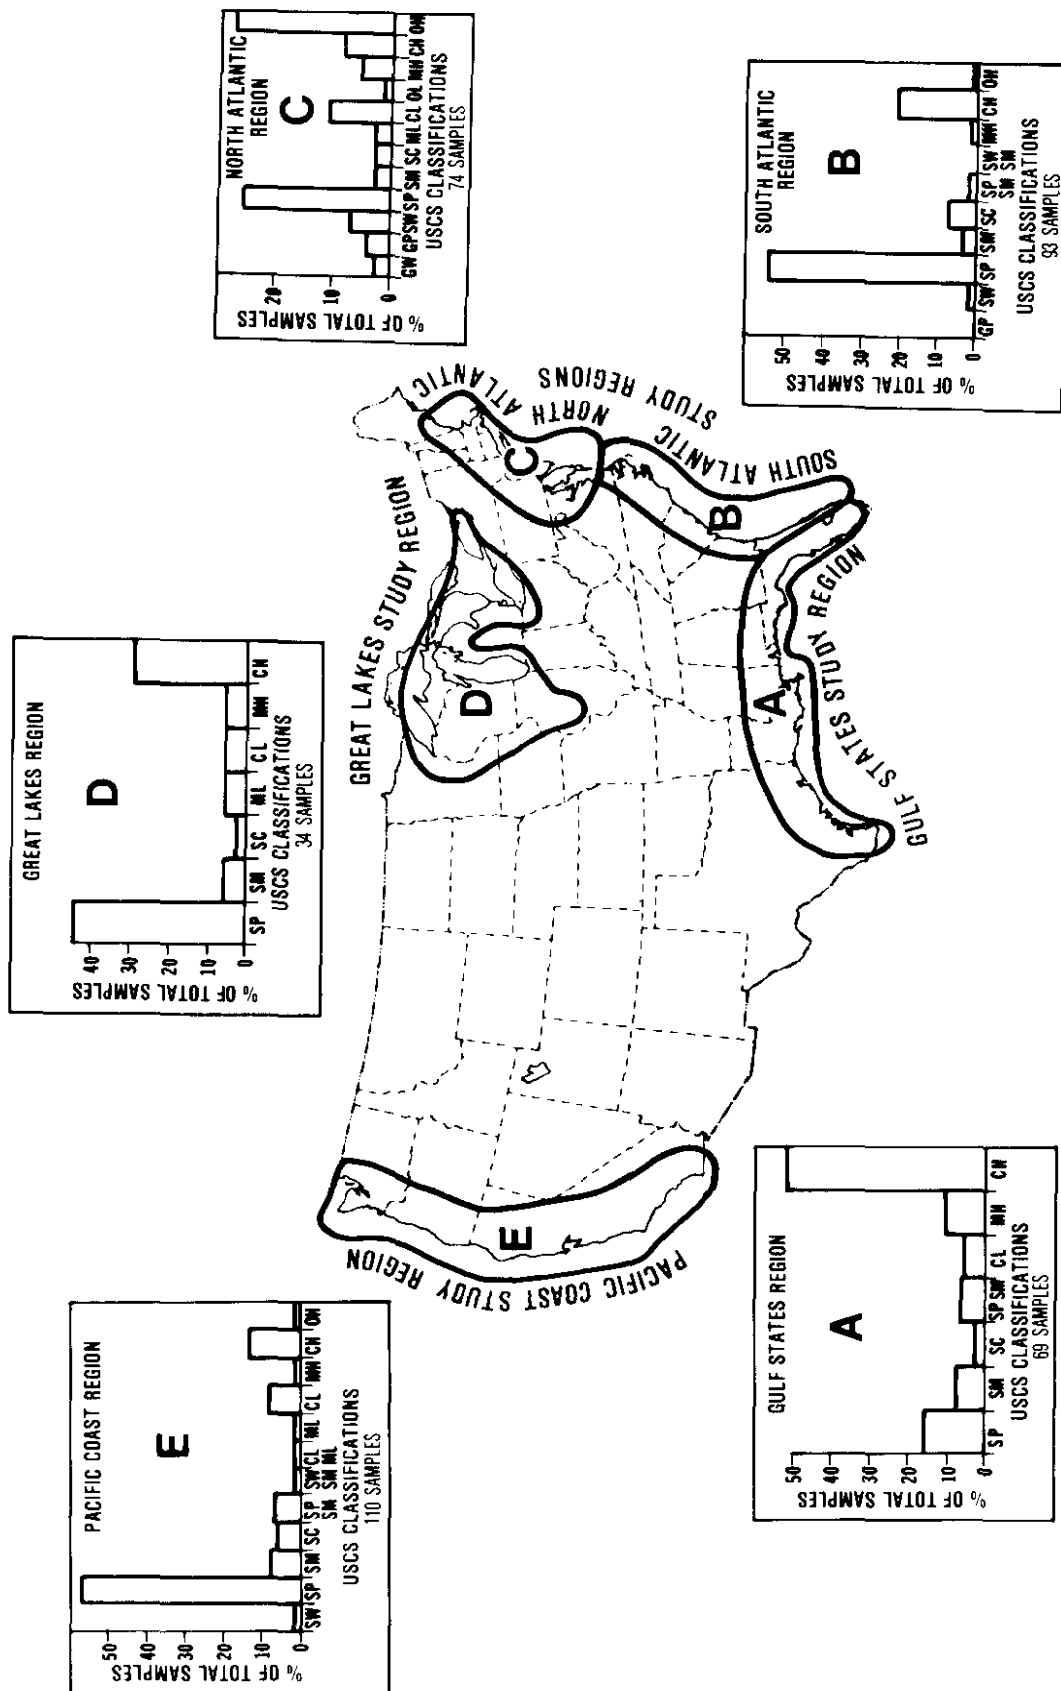 PACIFIC COAST REGION
E
% OF TOTAL SAMPLES
50
40
30
20
10
0
SW SP SM SC SP SW CL ML CL MH CH OH
SM SM ML
USCS CLASSIFICATIONS
110 SAMPLES
GREAT LAKES REGION
D
% OF TOTAL SAMPLES
40
30
20
10
0
SP SM SC ML CL MH CH
USCS CLASSIFICATIONS
34 SAMPLES
NORTH ATLANTIC
REGION
C
% OF TOTAL SAMPLES
20
10
0
GW GP SW SP SM SC ML CL OL MH CH OH
USCS CLASSIFICATIONS
74 SAMPLES
PACIFIC COAST STUDY REGION
E
GREAT LAKES STUDY REGION
D
NORTH ATLANTIC
SOUTH ATLANTIC
STUDY REGIONS
C
B
GULF STATES STUDY REGION
A
GULF STATES REGION
A
% OF TOTAL SAMPLES
50
40
30
20
10
0
SP SM SC SP SM CL MH CH
USCS CLASSIFICATIONS
69 SAMPLES
SOUTH ATLANTIC
REGION
B
% OF TOTAL SAMPLES
50
40
30
20
10
0
GP SW SP SM SC SP SW MH CH OH
SM SM
USCS CLASSIFICATIONS
93 SAMPLES